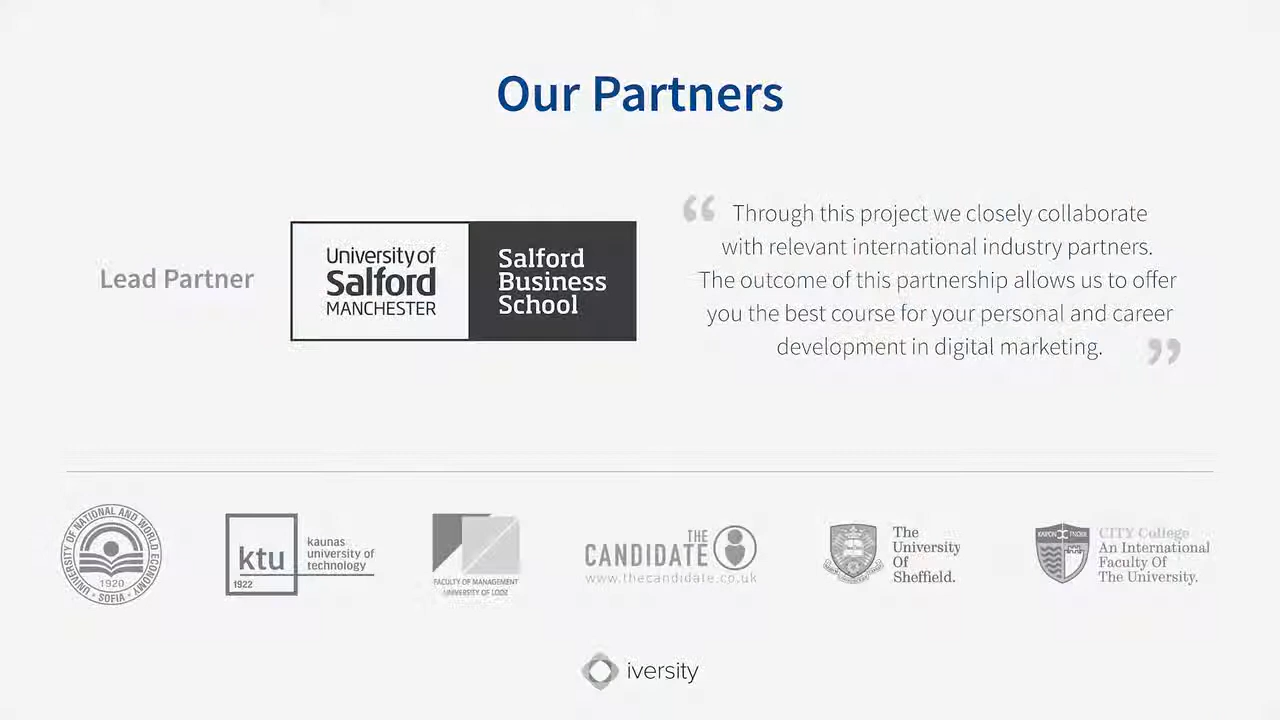 Our Partners
Lead Partner
University of
Salford
MANCHESTER
Salford
Business
School
“ Through this project we closely collaborate
with relevant international industry partners.
The outcome of this partnership allows us to offer
you the best course for your personal and career
development in digital marketing. ”
UNIVERSITY OF NATIONAL AND WORLD ECONOMY
1920
• SOFIA •
ktu
1922
kaunas
university of
technology
FACULTY OF MANAGEMENT
UNIVERSITY OF LODZ
THE
CANDIDATE
www.thecandidate.co.uk
The
University
Of
Sheffield.
CITY College
An International
Faculty Of
The University.
iversity